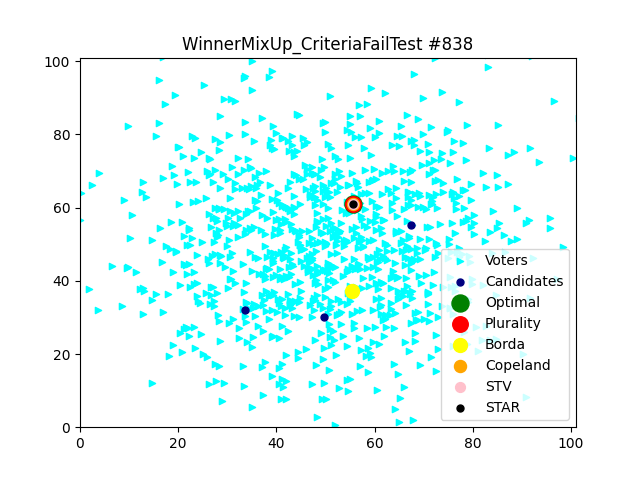 WinnerMixUp_CriteriaFailTest #838
100
80
60
40
20
0
0
20
40
60
80
100
Voters
Candidates
Optimal
Plurality
Borda
Copeland
STV
STAR